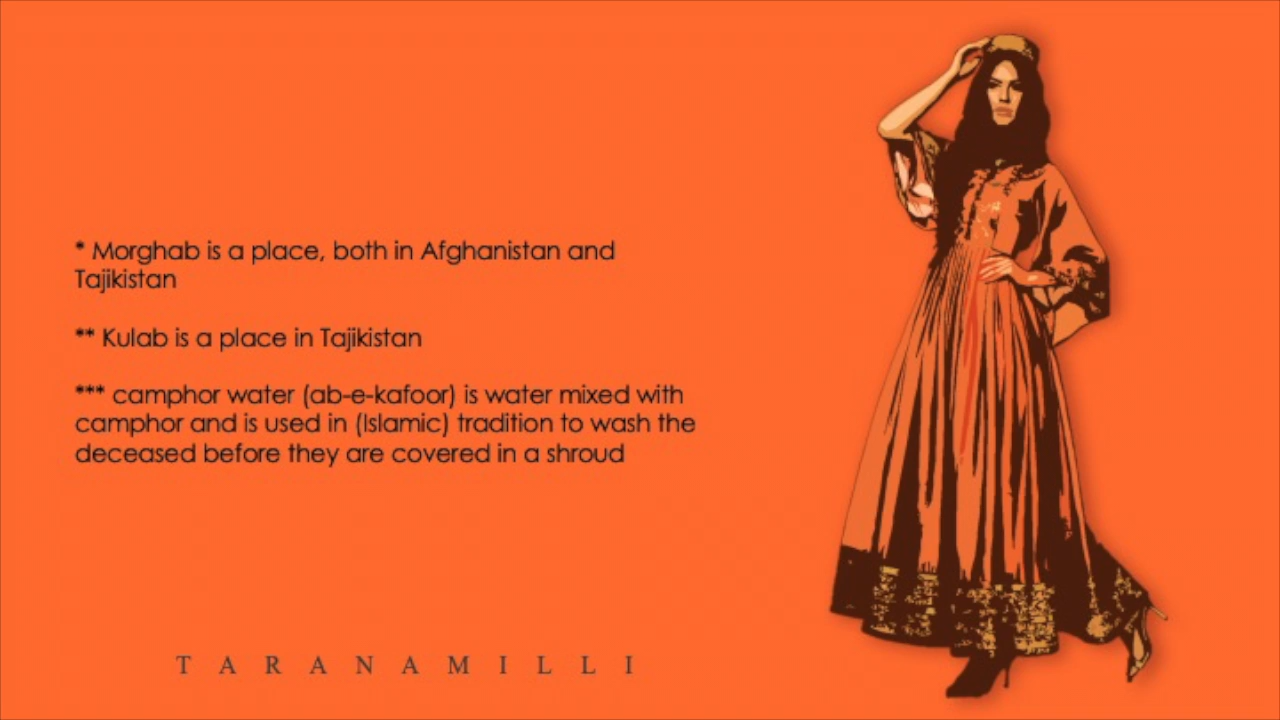 * Morghab is a place, both in Afghanistan and
Tajikistan
** Kulab is a place in Tajikistan
*** camphor water (ab-e-kafoor) is water mixed with
camphor and is used in (Islamic) tradition to wash the
deceased before they are covered in a shroud
T A R A N A M I L L I